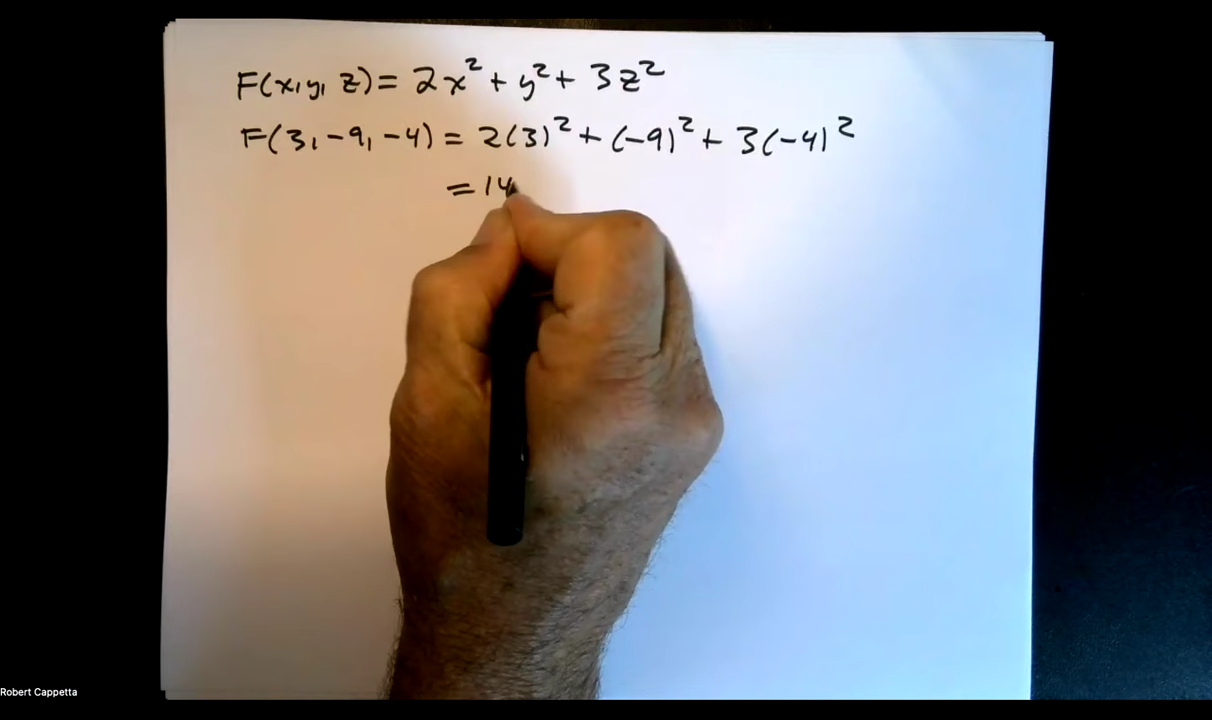 F(x,y, z) = 2x² + y² + 3z²
F(3, -9, -4) = 2(3)² + (-9)² + 3(-4)²
= 14
Robert Cappetta